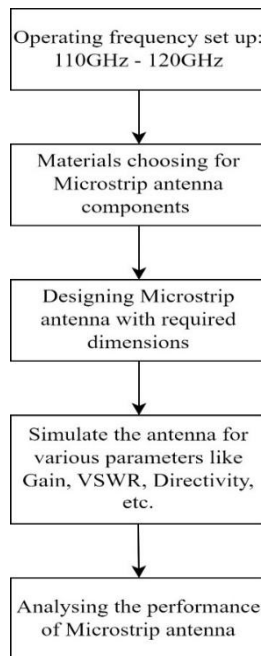 Operating frequency set up:
110GHz - 120GHz
Materials choosing for
Microstrip antenna
components
Designing Microstrip
antenna with required
dimensions
Simulate the antenna for
various parameters like
Gain, VSWR, Directivity,
etc.
Analysing the performance
of Microstrip antenna